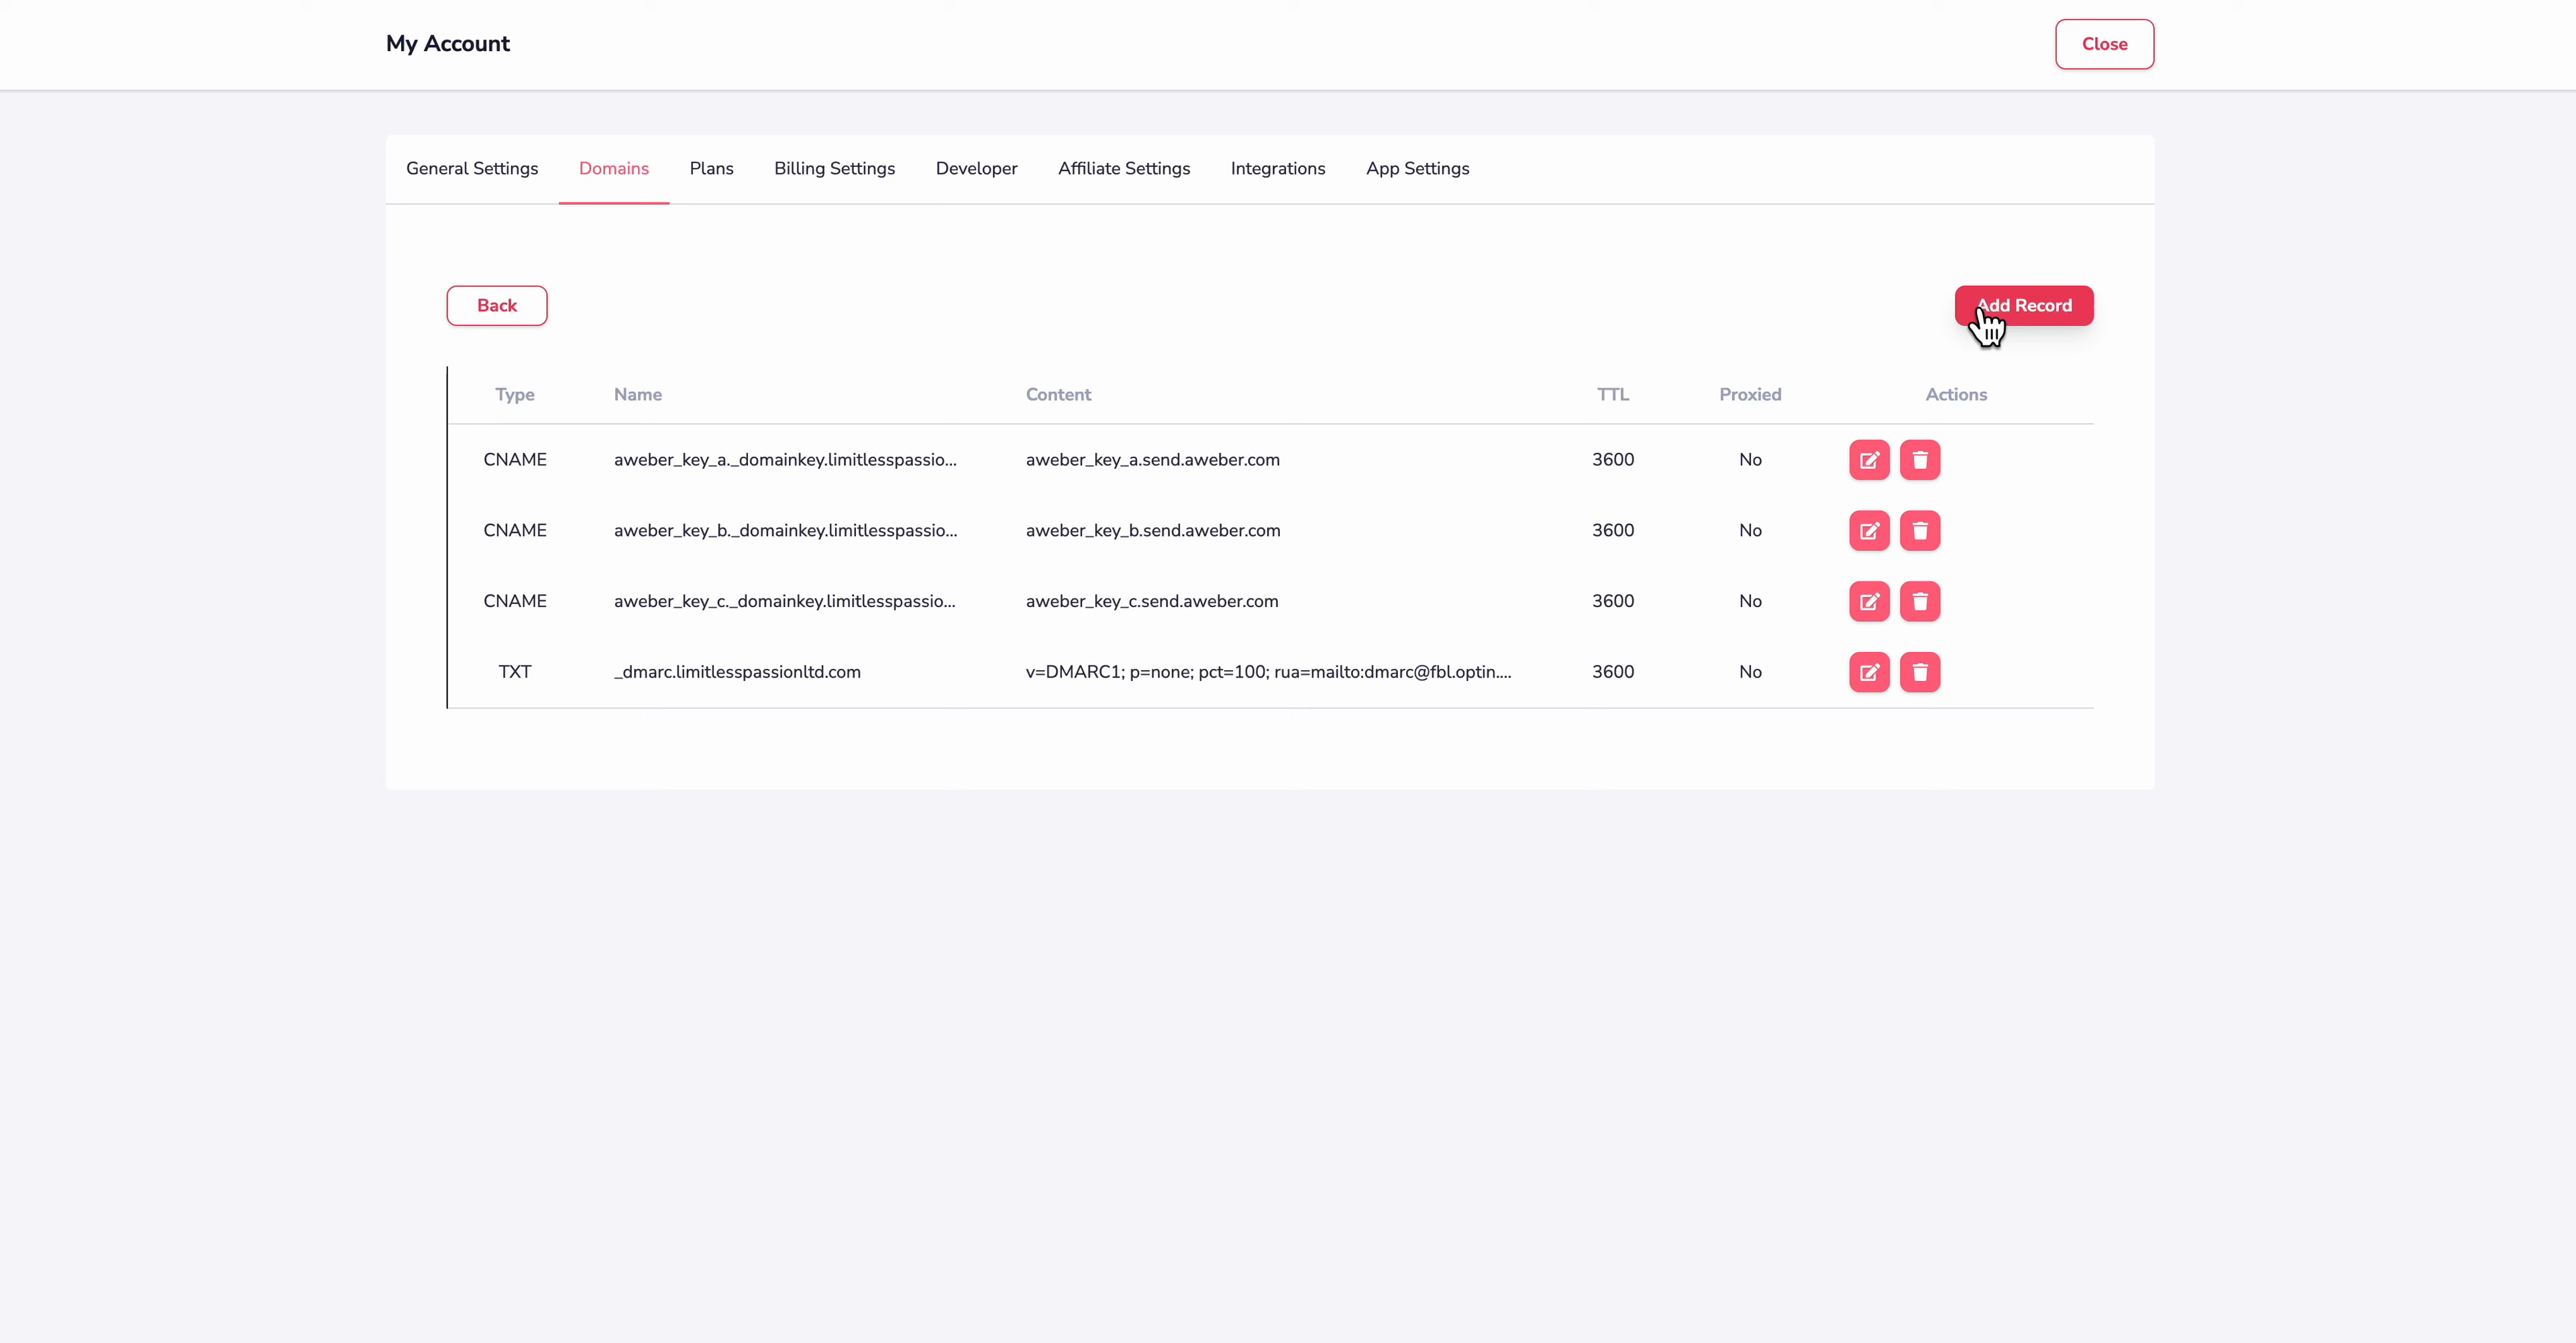 My Account
Close
General Settings Domains Plans Billing Settings Developer Affiliate Settings Integrations App Settings
Back
Add Record
Type Name Content TTL Proxied Actions
CNAME aweber_key_a._domainkey.limitlesspassio... aweber_key_a.send.aweber.com 3600 No
CNAME aweber_key_b._domainkey.limitlesspassio... aweber_key_b.send.aweber.com 3600 No
CNAME aweber_key_c._domainkey.limitlesspassio... aweber_key_c.send.aweber.com 3600 No
TXT _dmarc.limitlesspassionltd.com v=DMARC1; p=none; pct=100; rua=mailto:dmarc@fbl.optin.... 3600 No